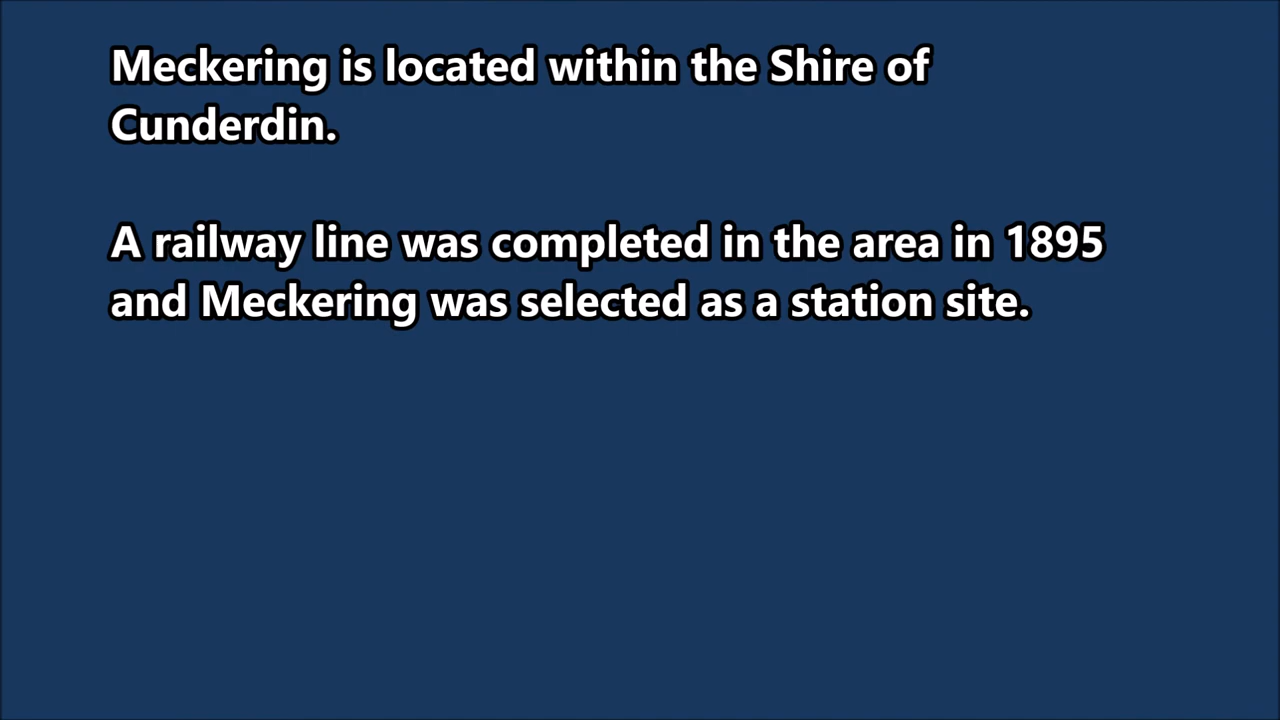 Meckering is located within the Shire of
Cunderdin.
A railway line was completed in the area in 1895
and Meckering was selected as a station site.